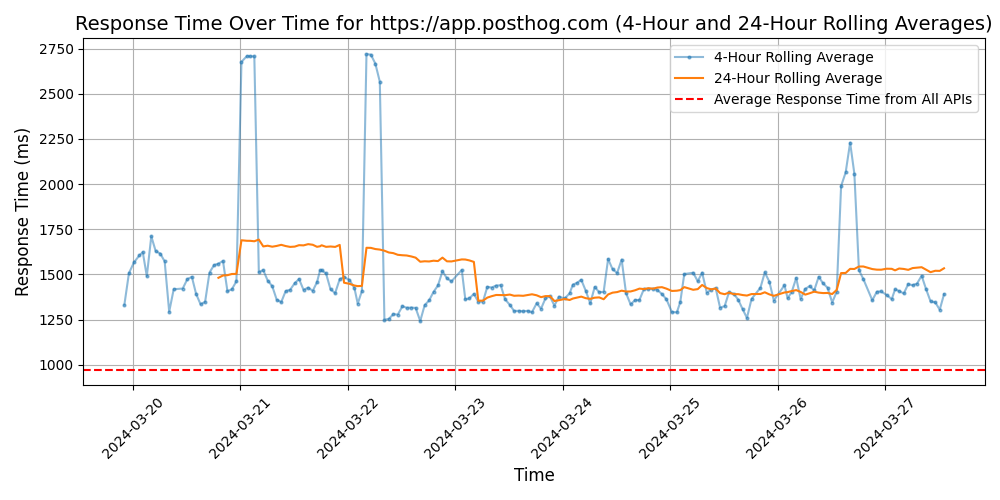 Response Time Over Time for https://app.posthog.com (4-Hour and 24-Hour Rolling Averages)
4-Hour Rolling Average
24-Hour Rolling Average
Average Response Time from All APIs
Response Time (ms)
2750
2500
2250
2000
1750
1500
1250
1000
2024-03-20
2024-03-21
2024-03-22
2024-03-23
2024-03-24
2024-03-25
2024-03-26
2024-03-27
Time